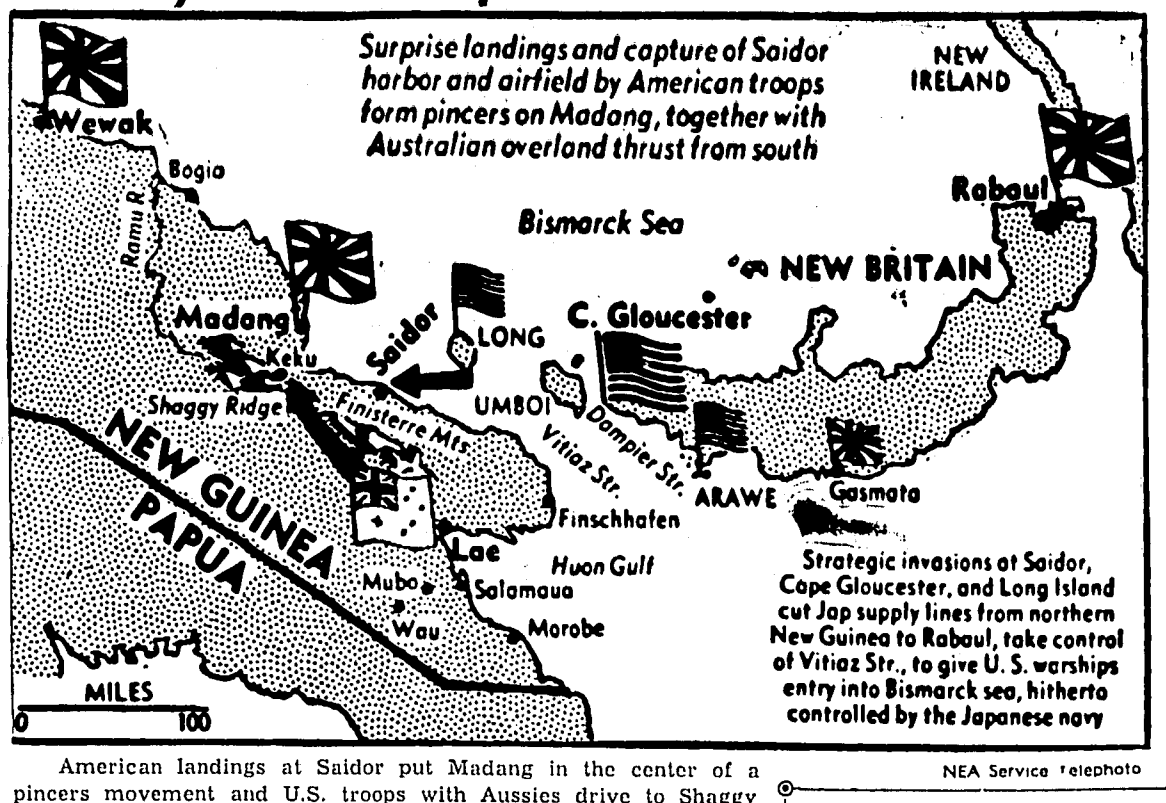 Surprise landings and capture of Saidor
harbor and airfield by American troops
form pincers on Madang, together with
Australian overland thrust from south
NEW
IRELAND
Wewak
Bogia
Ramu R.
Rabaul
Bismarck Sea
NEW BRITAIN
Madang
Saidor
LONG
C. Gloucester
Keku
Shaggy Ridge
Finisterre Mts
UMBOI
Dampier Str.
Vitiaz Str.
ARAWE
Gasmata
NEW GUINEA
PAPUA
Finschhafen
Lae
Huon Gulf
Mubo
Salamaua
Wau
Morobe
Strategic invasions at Saidor,
Cape Gloucester, and Long Island
cut Jap supply lines from northern
New Guinea to Rabaul, take control
of Vitiaz Str., to give U. S. warships
entry into Bismarck sea, hitherto
controlled by the Japanese navy
MILES
0 100
NEA Service Telephoto
American landings at Saidor put Madang in the center of a
pincers movement and U.S. troops with Aussies drive to Shaggy